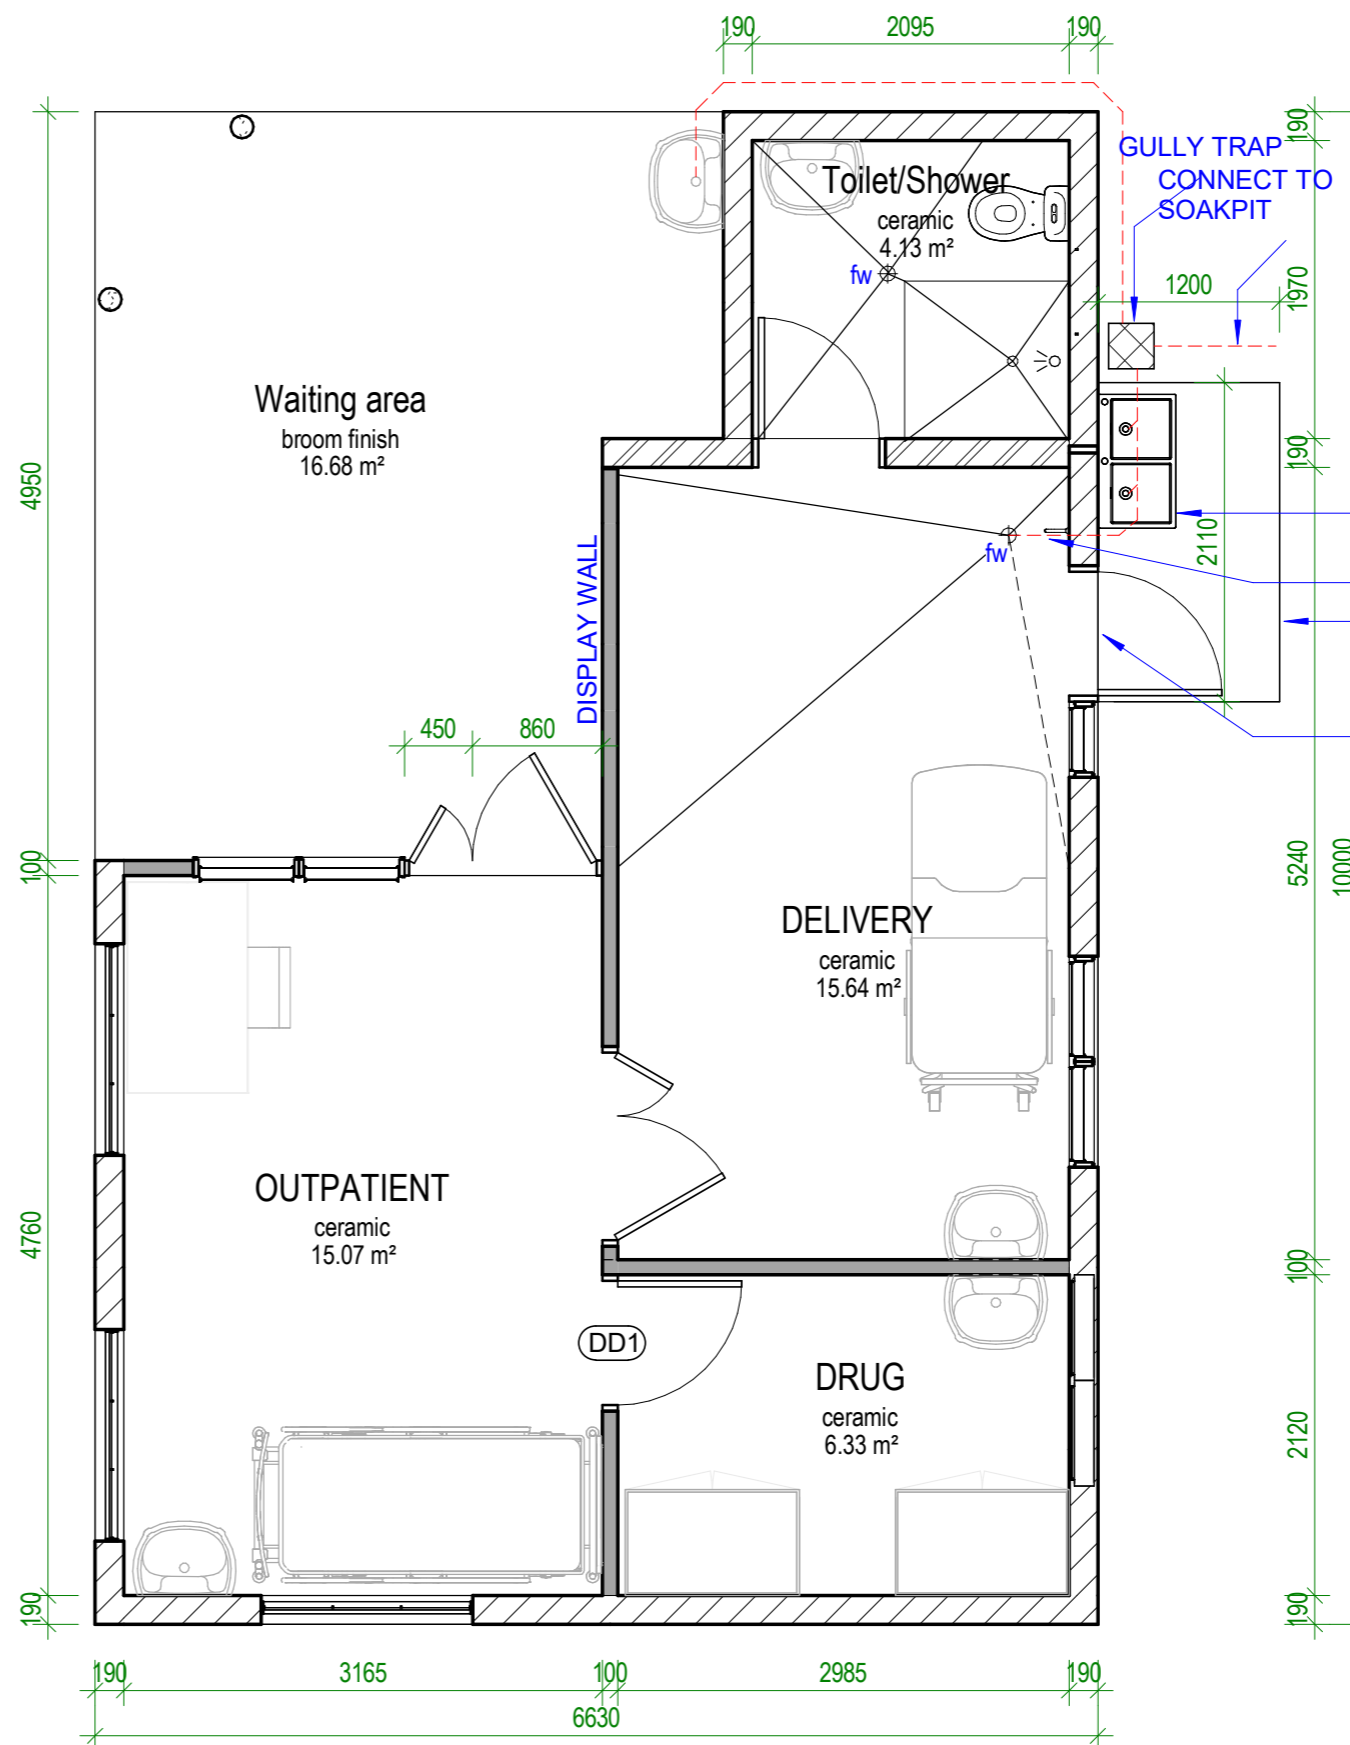 190
2095
190
190
GULLY TRAP
CONNECT TO
SOAKPIT
Toilet/Shower
ceramic
4.13 m²
fw
1200
1970
Waiting area
broom finish
16.68 m²
190
4950
DISPLAY WALL
fw
2110
450
860
100
5240
10000
DELIVERY
ceramic
15.64 m²
OUTPATIENT
ceramic
15.07 m²
4760
100
DD1
DRUG
ceramic
6.33 m²
2120
190
190
190
3165
100
2985
190
6630